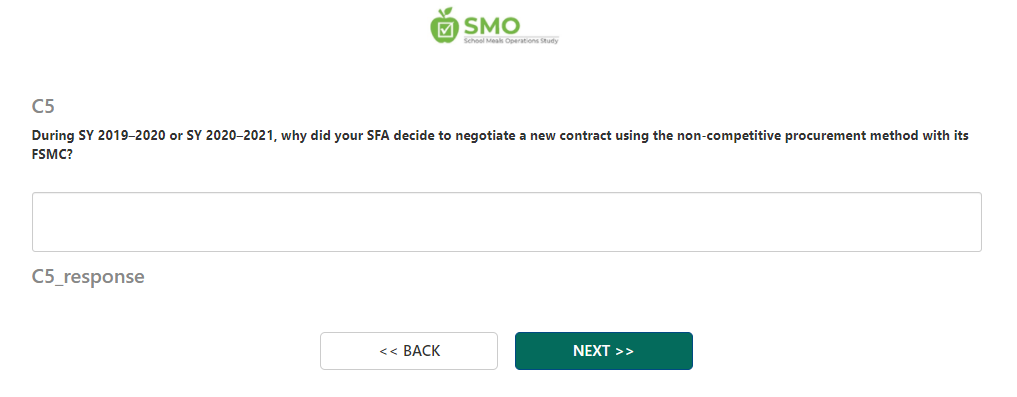 SMO
School Meals Operations Study
C5
During SY 2019–2020 or SY 2020–2021, why did your SFA decide to negotiate a new contract using the non-competitive procurement method with its
FSMC?
C5_response
<< BACK
NEXT >>